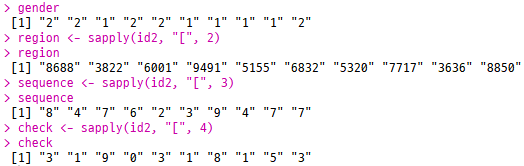 > gender
[1] "2" "2" "1" "2" "2" "1" "1" "1" "1" "2"
> region <- sapply(id2, "[", 2)
> region
[1] "8688" "3822" "6001" "9491" "5155" "6832" "5320" "7717" "3636" "8850"
> sequence <- sapply(id2, "[", 3)
> sequence
[1] "8" "4" "7" "6" "2" "3" "9" "4" "7" "7"
> check <- sapply(id2, "[", 4)
> check
[1] "3" "1" "9" "0" "3" "1" "8" "1" "5" "3"